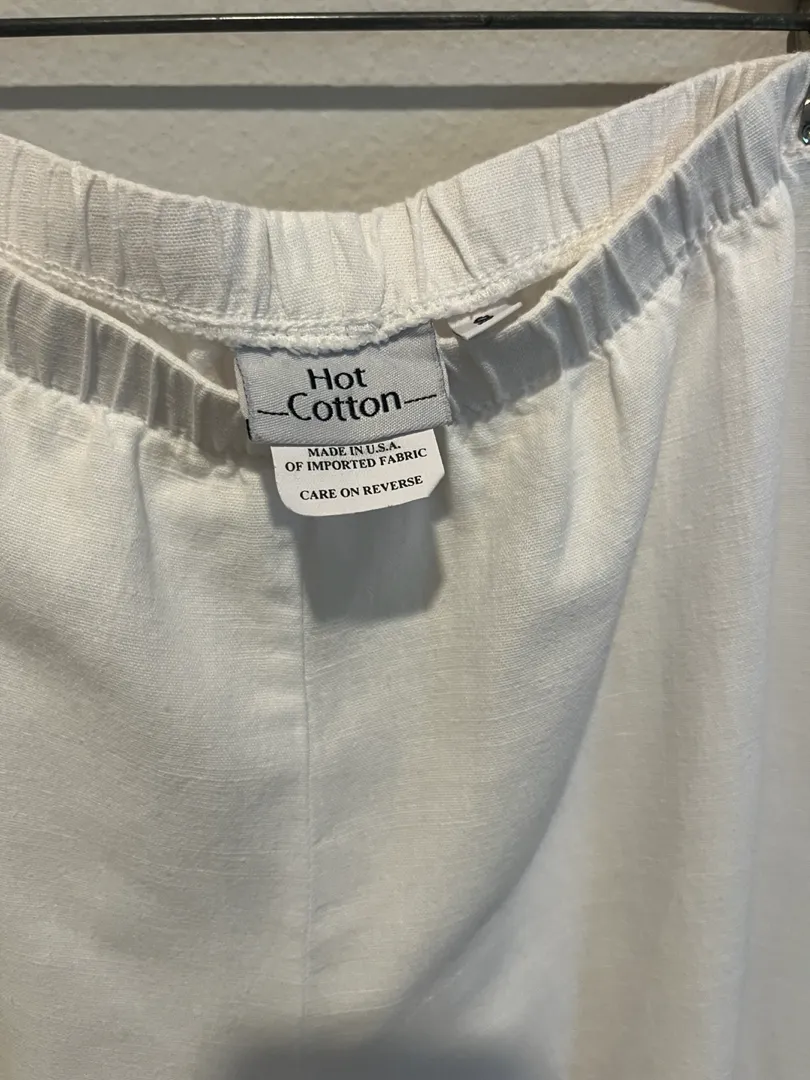 Hot
Cotton
MADE IN U.S.A.
OF IMPORTED FABRIC
CARE ON REVERSE